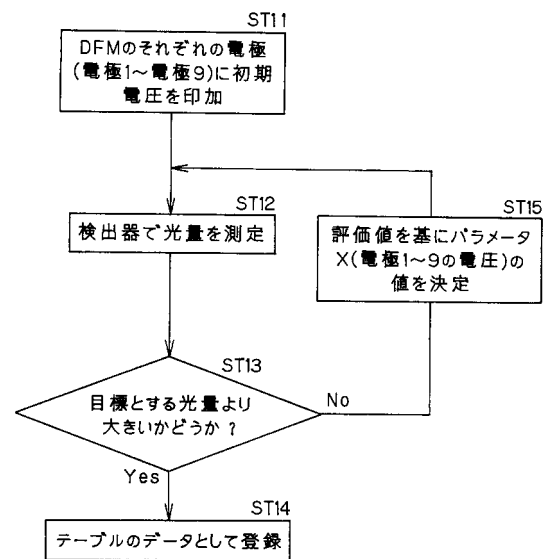 ST11
DFMのそれぞれの電極
(電極1～電極9)に初期
電圧を印加
ST12
検出器で光量を測定
ST15
評価値を基にパラメータ
X(電極1～9の電圧)の
値を決定
ST13
目標とする光量より
大きいかどうか?
No
Yes
ST14
テーブルのデータとして登録